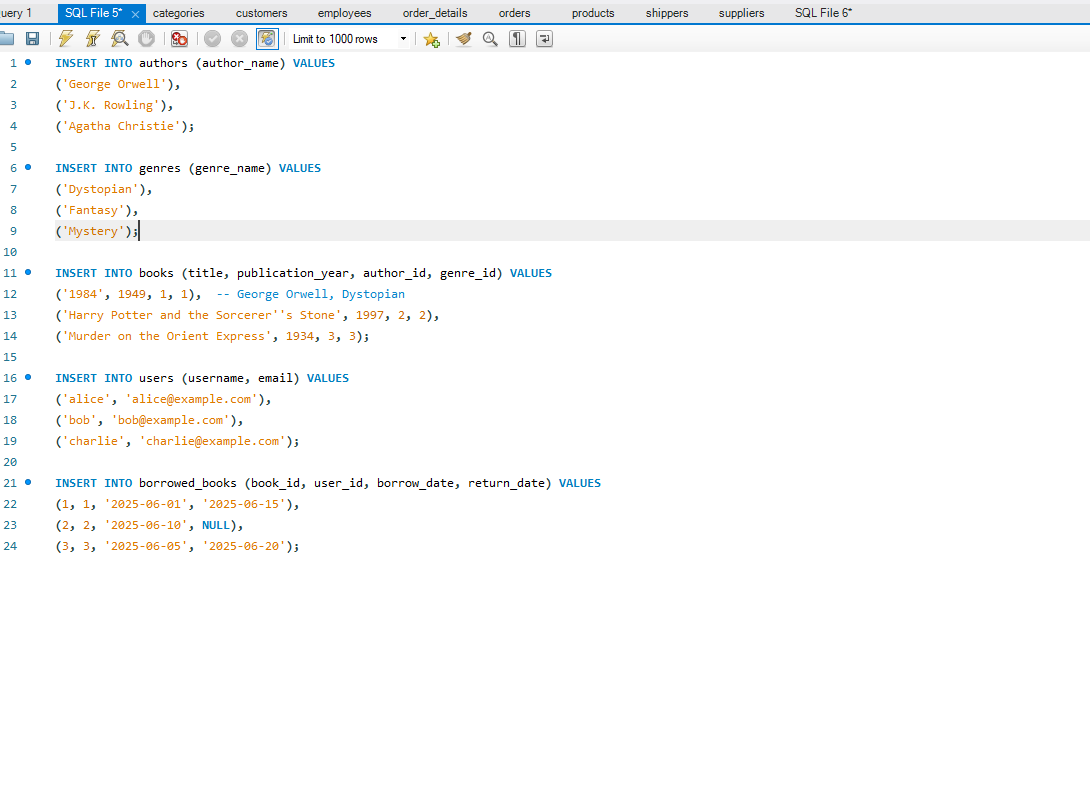 uery 1 SQL File 5* categories customers employees order_details orders products shippers suppliers SQL File 6*
Limit to 1000 rows
1 INSERT INTO authors (author_name) VALUES
2 ('George Orwell'),
3 ('J.K. Rowling'),
4 ('Agatha Christie');
5
6 INSERT INTO genres (genre_name) VALUES
7 ('Dystopian'),
8 ('Fantasy'),
9 ('Mystery');
10
11 INSERT INTO books (title, publication_year, author_id, genre_id) VALUES
12 ('1984', 1949, 1, 1),  -- George Orwell, Dystopian
13 ('Harry Potter and the Sorcerer''s Stone', 1997, 2, 2),
14 ('Murder on the Orient Express', 1934, 3, 3);
15
16 INSERT INTO users (username, email) VALUES
17 ('alice', 'alice@example.com'),
18 ('bob', 'bob@example.com'),
19 ('charlie', 'charlie@example.com');
20
21 INSERT INTO borrowed_books (book_id, user_id, borrow_date, return_date) VALUES
22 (1, 1, '2025-06-01', '2025-06-15'),
23 (2, 2, '2025-06-10', NULL),
24 (3, 3, '2025-06-05', '2025-06-20');